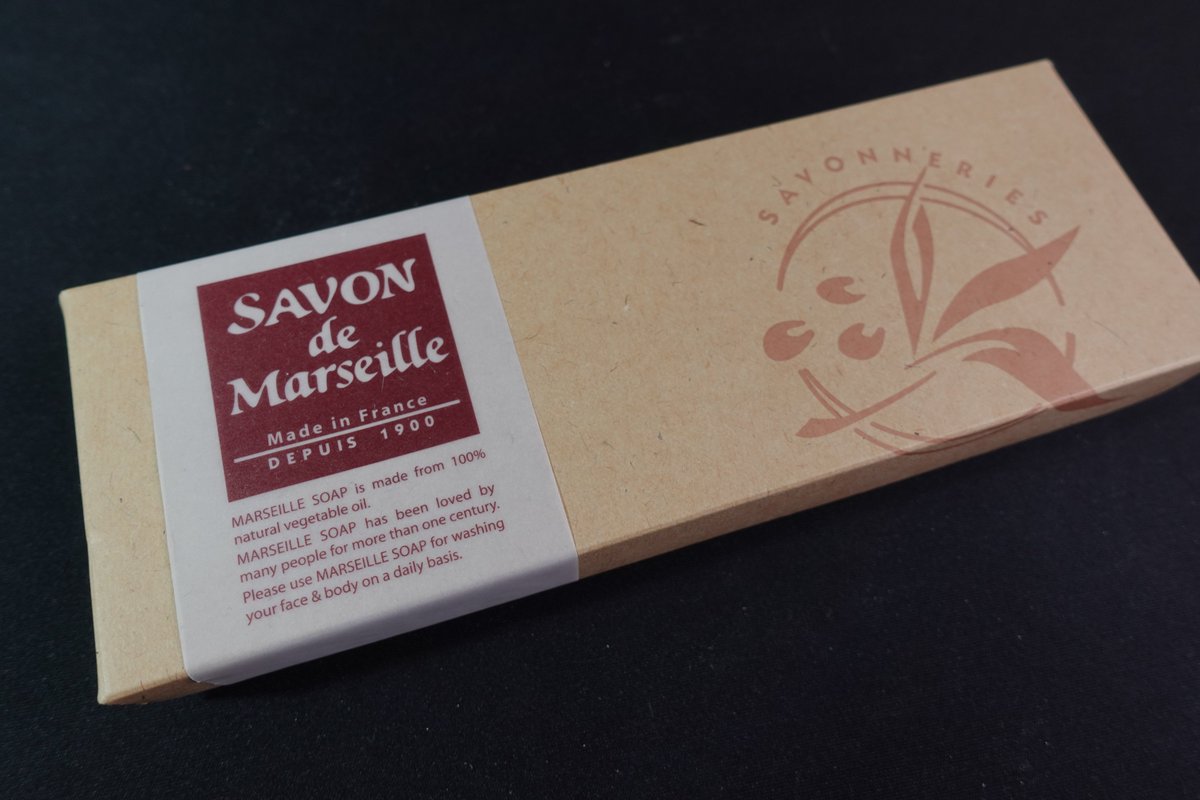 SAVON
de
Marseille
Made in France
DEPUIS 1900
MARSEILLE SOAP is made from 100%
natural vegetable oil.
MARSEILLE SOAP has been loved by
many people for more than one century.
Please use MARSEILLE SOAP for washing
your face & body on a daily basis.
SAVONNERIES